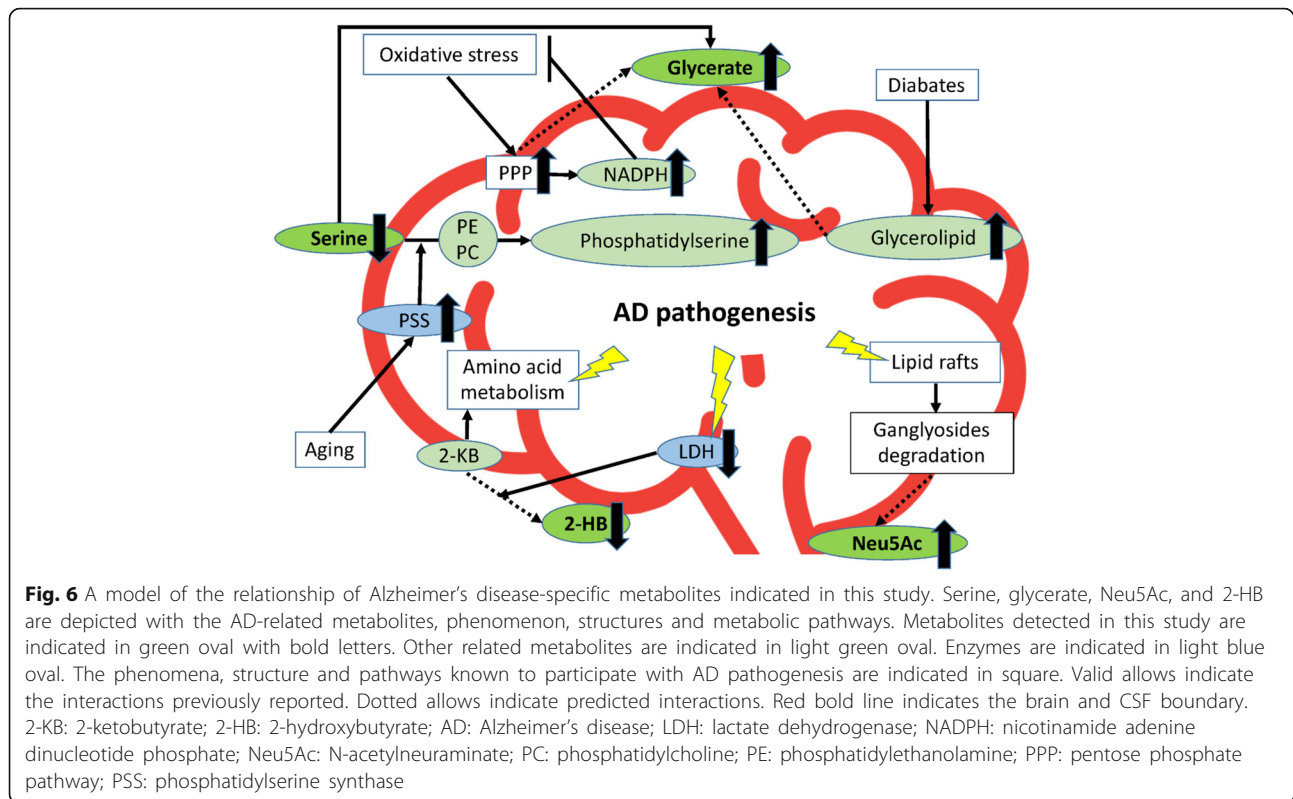 Oxidative stress
Glycerate
Diabates
PPP
NADPH
Serine
PE
PC
Phosphatidylserine
Glycerolipid
AD pathogenesis
PSS
Amino acid
metabolism
Lipid rafts
Aging
2-KB
LDH
Ganglyosides
degradation
2-HB
Neu5Ac
Fig. 6 A model of the relationship of Alzheimer's disease-specific metabolites indicated in this study. Serine, glycerate, Neu5Ac, and 2-HB
are depicted with the AD-related metabolites, phenomenon, structures and metabolic pathways. Metabolites detected in this study are
indicated in green oval with bold letters. Other related metabolites are indicated in light green oval. Enzymes are indicated in light blue
oval. The phenomena, structure and pathways known to participate with AD pathogenesis are indicated in square. Valid allows indicate
the interactions previously reported. Dotted allows indicate predicted interactions. Red bold line indicates the brain and CSF boundary.
2-KB: 2-ketobutyrate; 2-HB: 2-hydroxybutyrate; AD: Alzheimer's disease; LDH: lactate dehydrogenase; NADPH: nicotinamide adenine
dinucleotide phosphate; Neu5Ac: N-acetylneuraminate; PC: phosphatidylcholine; PE: phosphatidylethanolamine; PPP: pentose phosphate
pathway; PSS: phosphatidylserine synthase